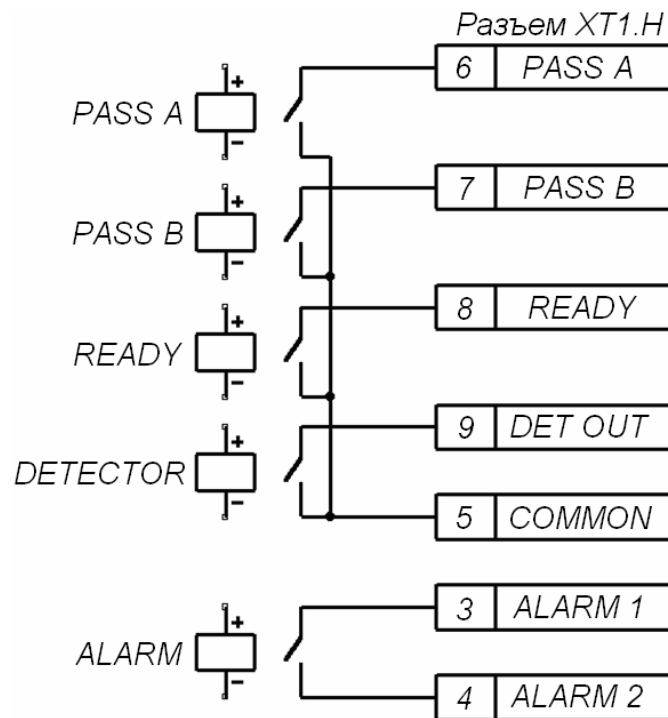 Разъем XT1.H
+
PASS A
-
6 PASS A
+
PASS B
-
7 PASS B
+
READY
-
8 READY
+
DETECTOR
-
9 DET OUT
5 COMMON
+
ALARM
-
3 ALARM 1
4 ALARM 2